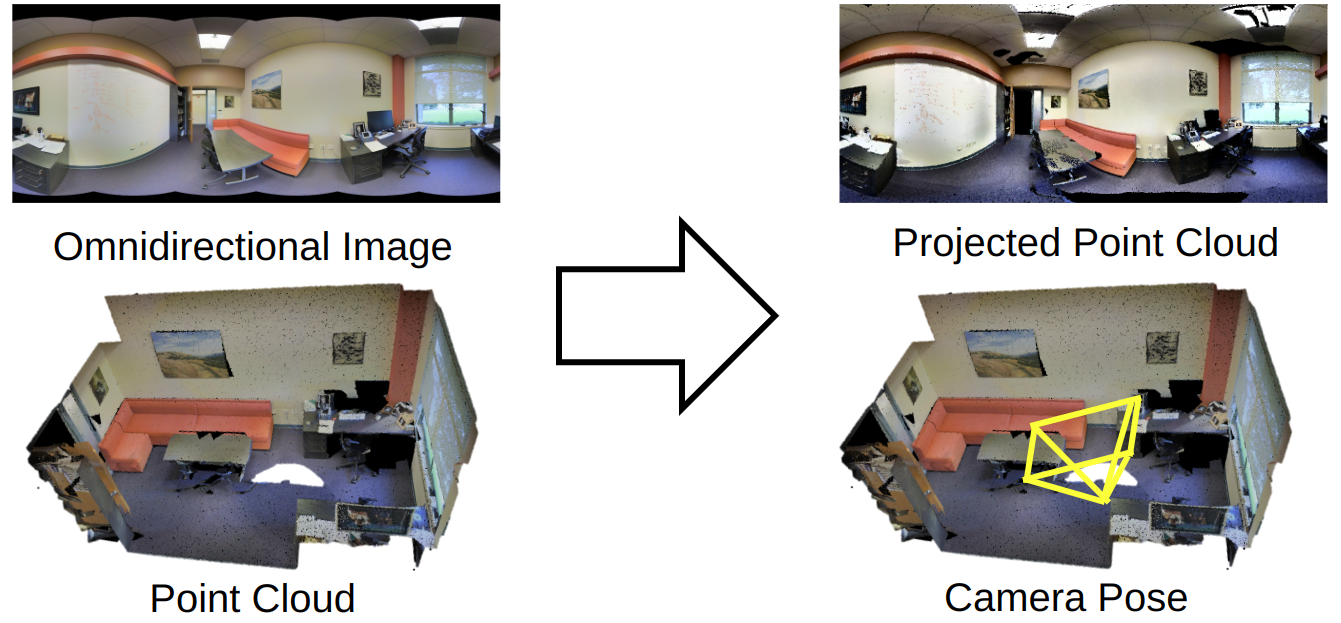 Omnidirectional Image
Projected Point Cloud
Point Cloud
Camera Pose